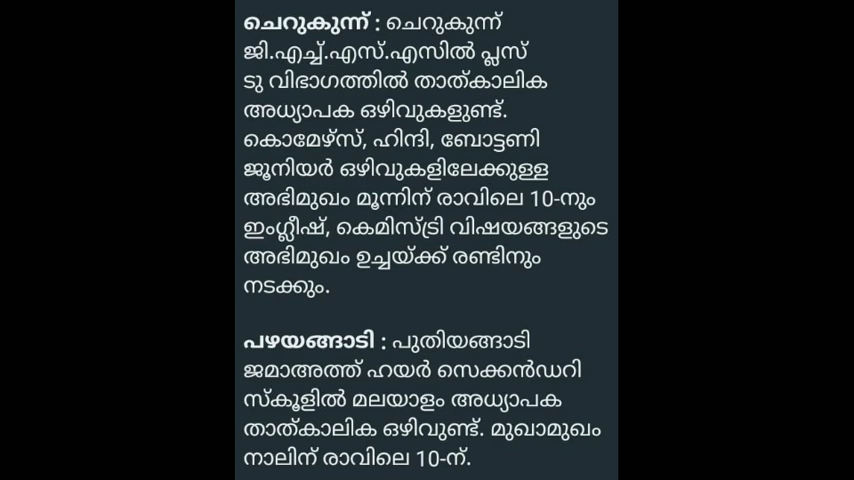 ചെറുകുന്ന് : ചെറുകുന്ന്
ജി.എച്ച്.എസ്.എസിൽ പ്ലസ്
ടു വിഭാഗത്തിൽ താത്കാലിക
അധ്യാപക ഒഴിവുകളുണ്ട്.
കൊമേഴ്സ്, ഹിന്ദി, ബോട്ടണി
ജൂനിയർ ഒഴിവുകളിലേക്കുള്ള
അഭിമുഖം മൂന്നിന് രാവിലെ 10-നും
ഇംഗ്ലീഷ്, കെമിസ്ട്രി വിഷയങ്ങളുടെ
അഭിമുഖം ഉച്ചയ്ക്ക് രണ്ടിനും
നടക്കും.
പഴയങ്ങാടി : പുതിയങ്ങാടി
ജമാഅത്ത് ഹയർ സെക്കൻഡറി
സ്കൂളിൽ മലയാളം അധ്യാപക
താത്കാലിക ഒഴിവുണ്ട്. മുഖാമുഖം
നാലിന് രാവിലെ 10-ന്.